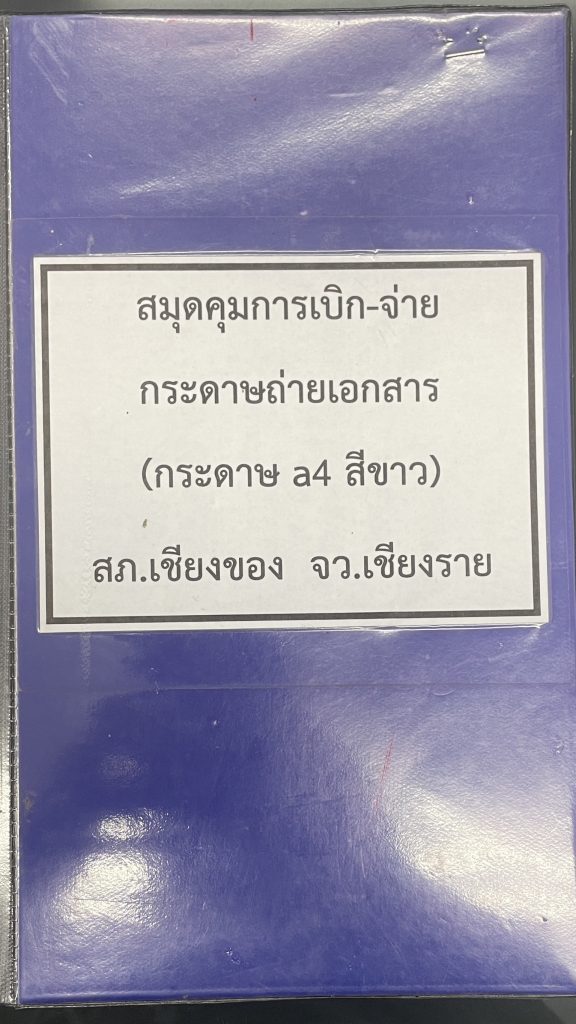 สมุดคุมการเบิก-จ่าย
กระดาษถ่ายเอกสาร
(กระดาษ a4 สีขาว)
สภ.เชียงของ จว.เชียงราย